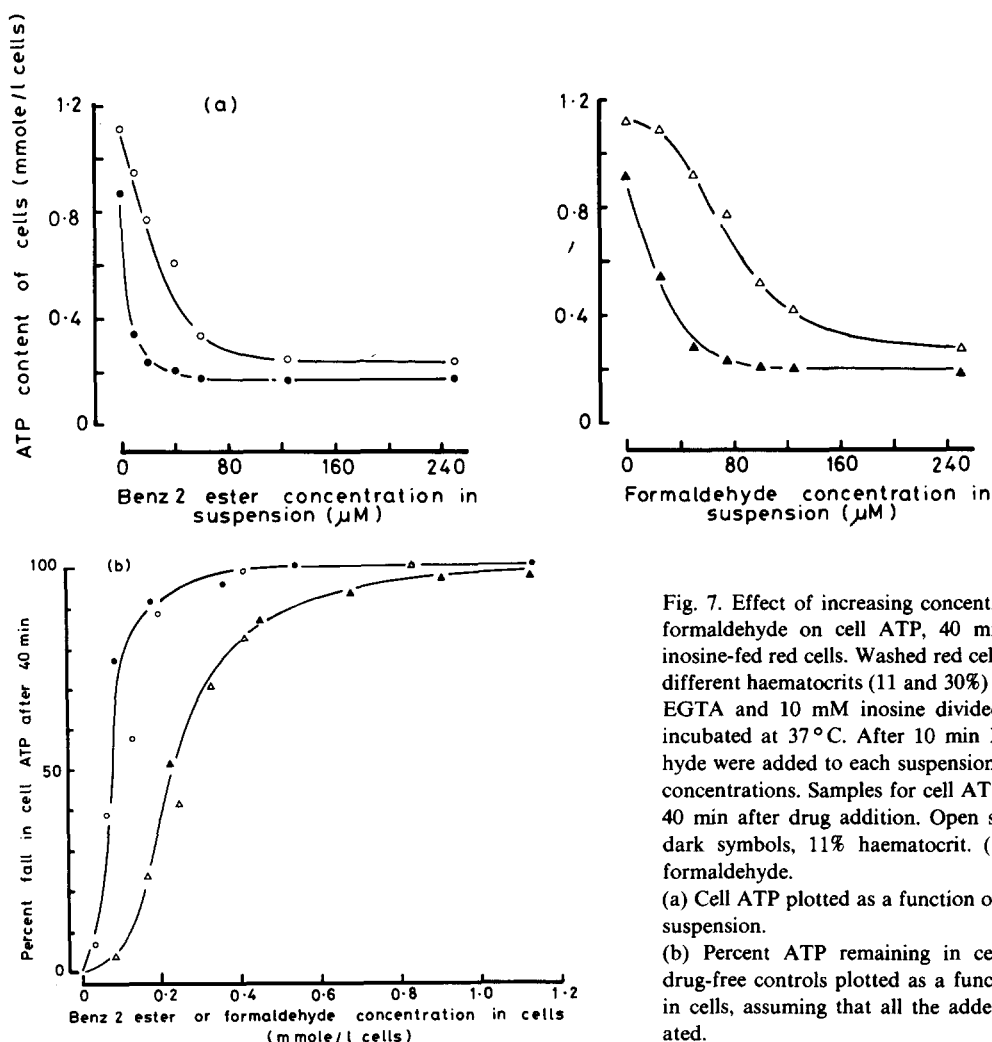 ATP content of cells (mmole/l cells)
(a)
1·2
0·8
0·4
0
0 80 160 240
Benz 2 ester concentration in
suspension (µM)
1·2
0·8
0·4
0
0 80 160 240
Formaldehyde concentration in
suspension (µM)
(b)
Percent fall in cell ATP after 40 min
100
50
0
0 0·2 0·4 0·6 0·8 1·0 1·2
Benz 2 ester or formaldehyde concentration in cells
(mmole/l cells)
Fig. 7. Effect of increasing concenti
formaldehyde on cell ATP, 40 mi
inosine-fed red cells. Washed red cel
different haematocrits (11 and 30%)
EGTA and 10 mM inosine divided
incubated at 37°C. After 10 min
hyde were added to each suspension
concentrations. Samples for cell AT
40 min after drug addition. Open s
dark symbols, 11% haematocrit. (
formaldehyde.
(a) Cell ATP plotted as a function o
suspension.
(b) Percent ATP remaining in ce
drug-free controls plotted as a func
in cells, assuming that all the adde
ated.